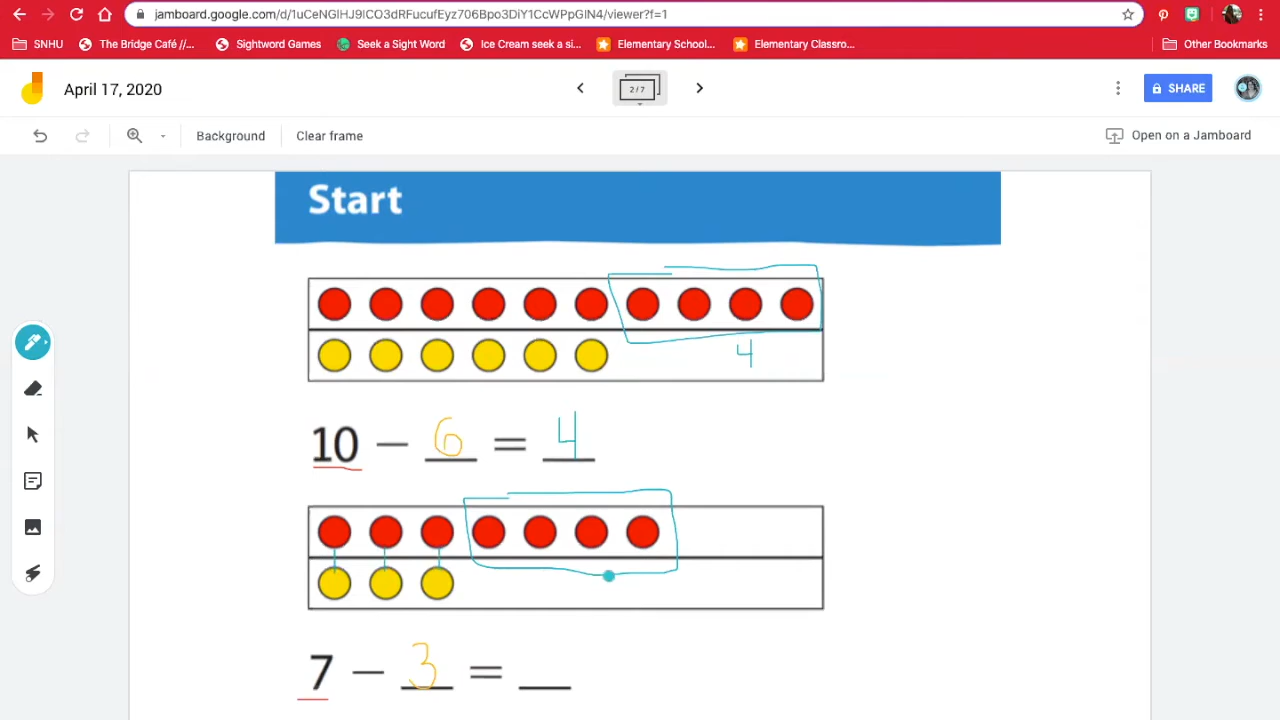 jamboard.google.com/d/1uCeNGlHJ9lCO3dRFucufEyz706Bpo3DiY1CcWPpGlN4/viewer?f=1
SNHU
The Bridge Café //...
Sightword Games
Seek a Sight Word
Ice Cream seek a si...
Elementary School...
Elementary Classro...
Other Bookmarks
April 17, 2020
2 / 7
SHARE
Background
Clear frame
Open on a Jamboard
Start
4
10 - 6 = 4
7 - 3 = __